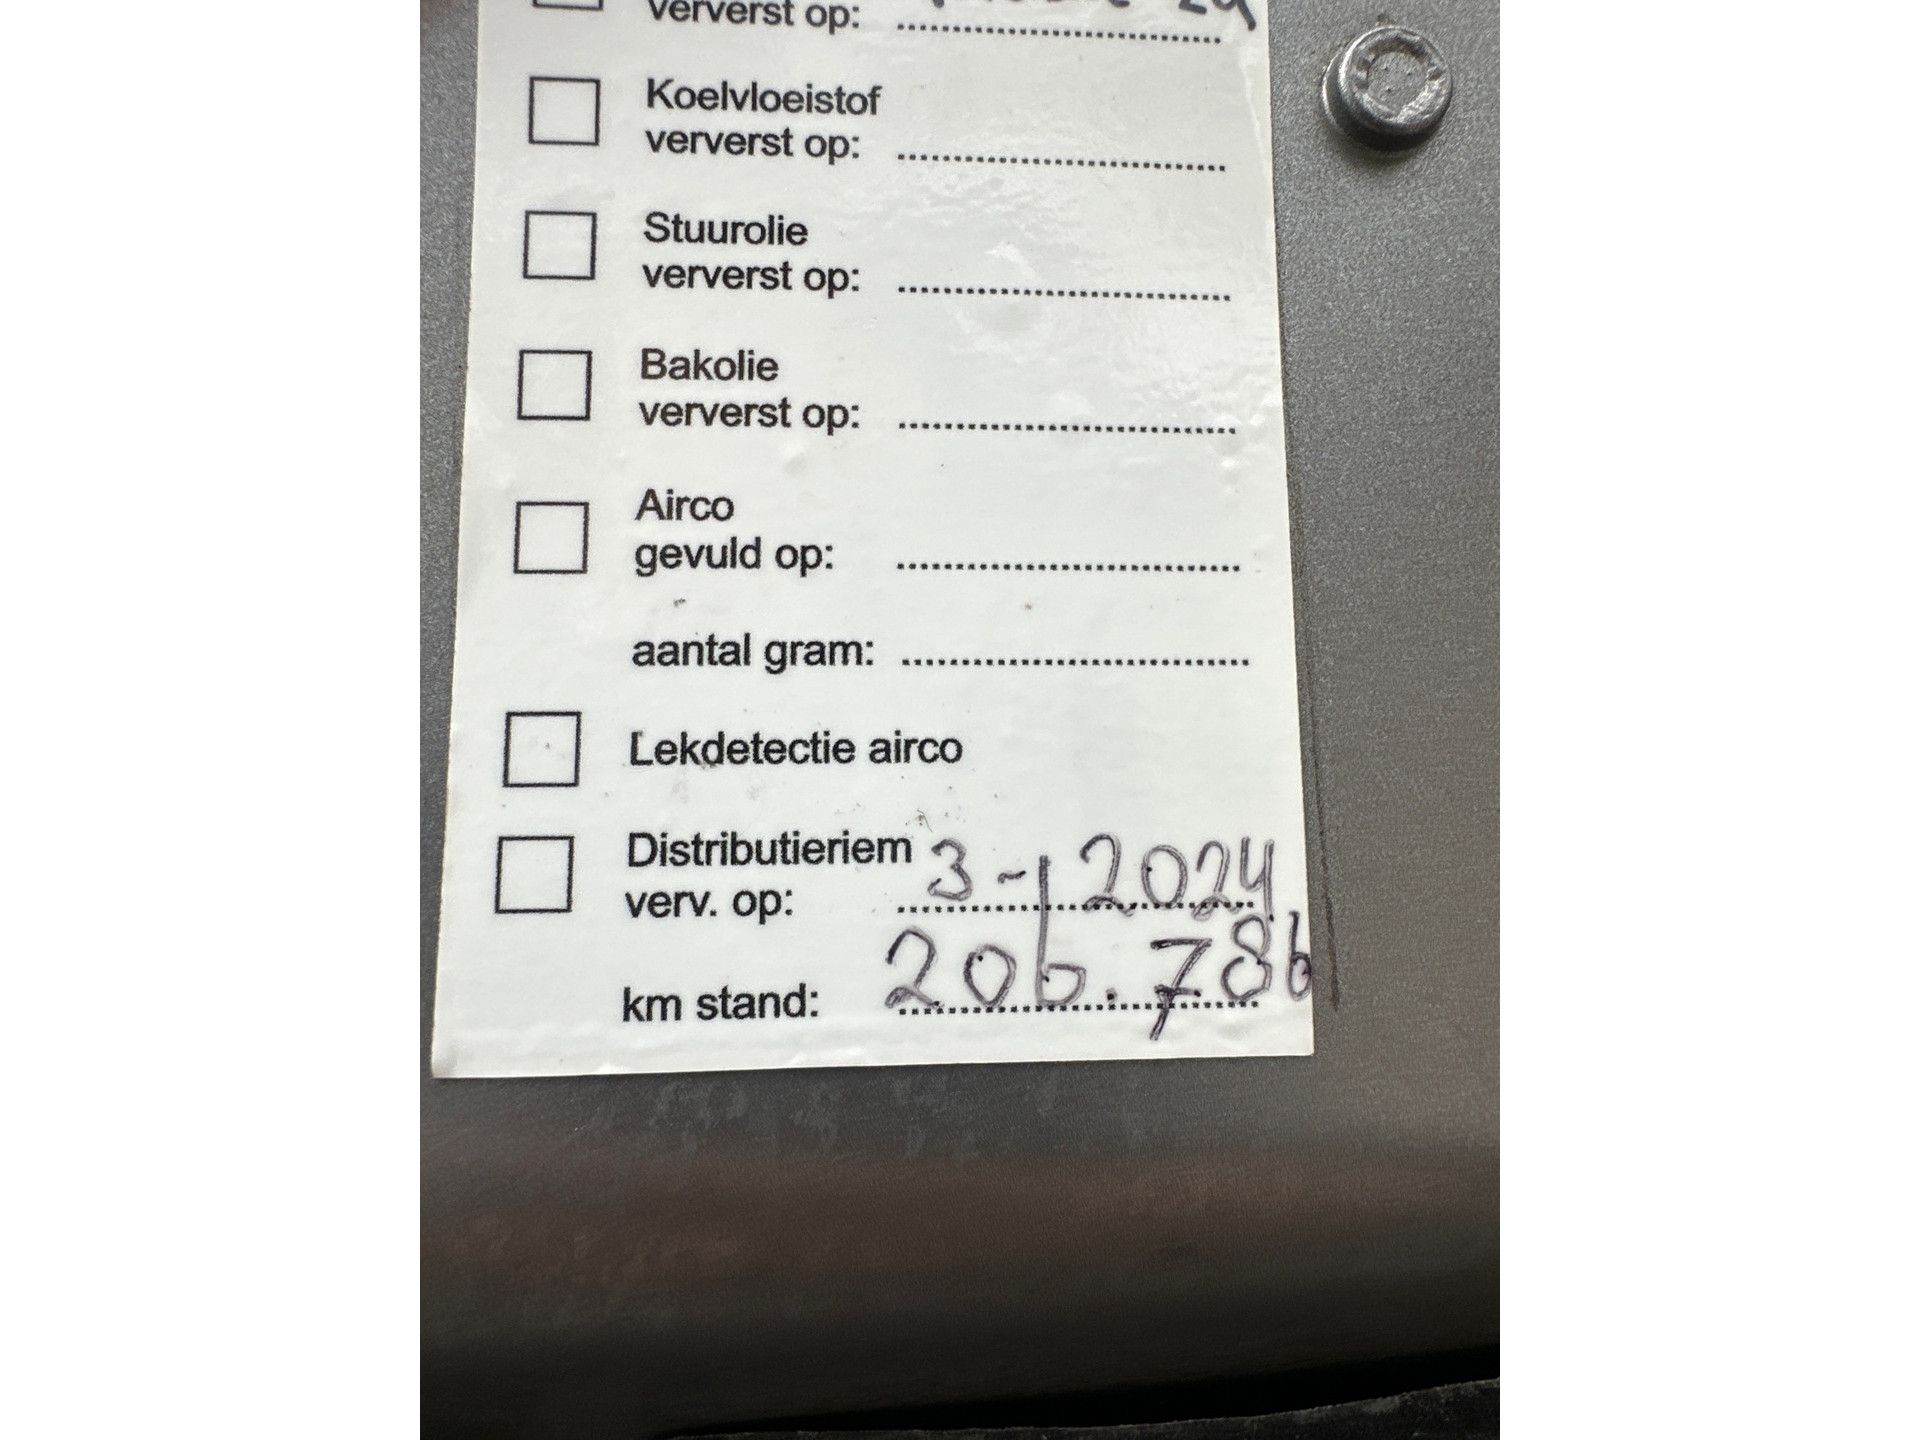 ververst op:
Koelvloeistof
ververst op:
Stuurolie
ververst op:
Bakolie
ververst op:
Airco
gevuld op:
aantal gram:
Lekdetectie airco
Distributieriem
verv. op: 3-2024
km stand: 206.786